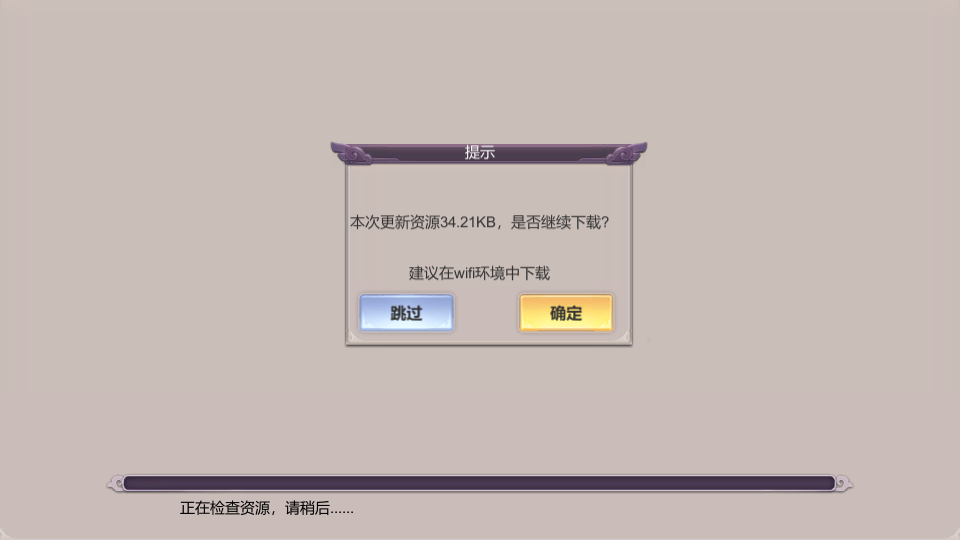 提示
本次更新资源34.21KB，是否继续下载？
建议在wifi环境中下载
跳过
确定
正在检查资源，请稍后......